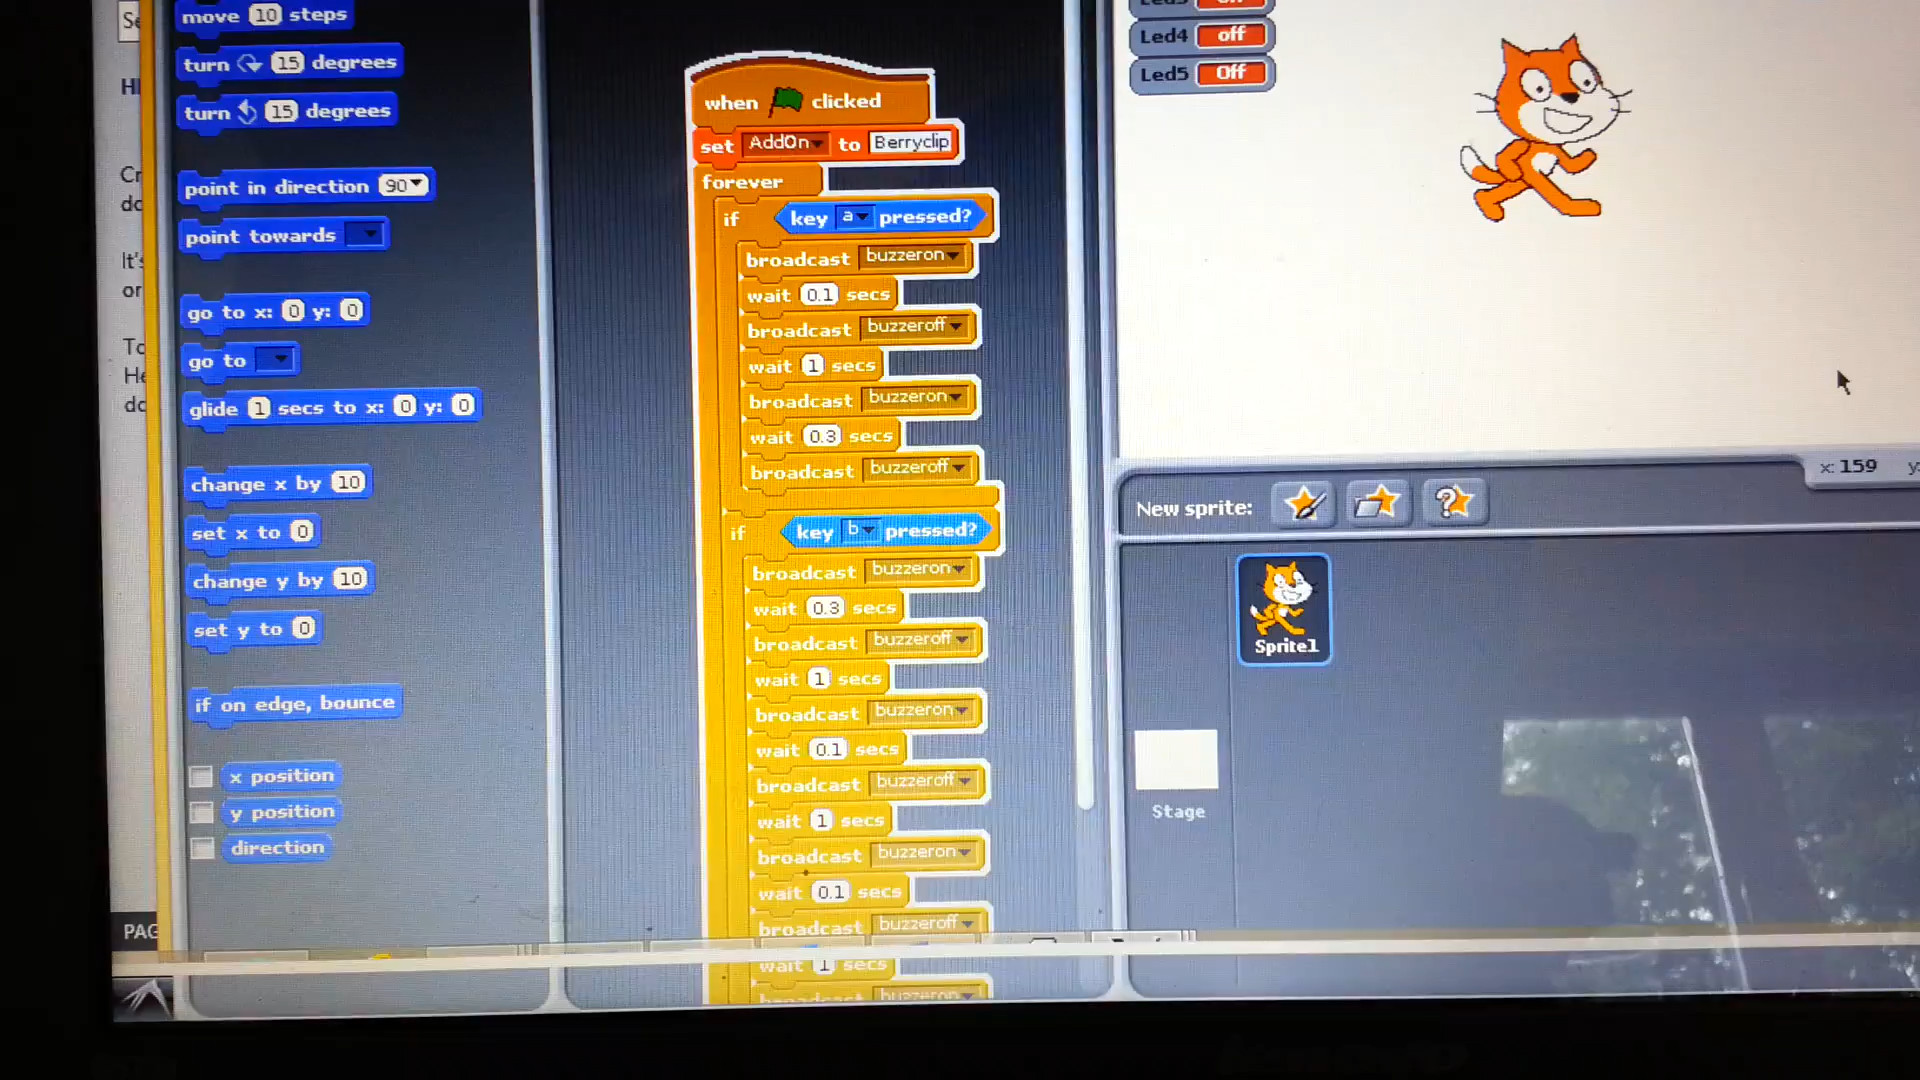 move 10 steps
turn 15 degrees
turn 15 degrees
point in direction 90
point towards
go to x: 0 y: 0
go to
glide 1 secs to x: 0 y: 0
change x by 10
set x to 0
change y by 10
set y to 0
if on edge, bounce
x position
y position
direction
PAG
when clicked
set AddOn to Berryclip
forever
if key a pressed?
broadcast buzzeron
wait 0.1 secs
broadcast buzzeroff
wait 1 secs
broadcast buzzeron
wait 0.3 secs
broadcast buzzeroff
if key b pressed?
broadcast buzzeron
wait 0.3 secs
broadcast buzzeroff
wait 1 secs
broadcast buzzeron
wait 0.1 secs
broadcast buzzeroff
wait 1 secs
broadcast buzzeron
wait 0.1 secs
broadcast buzzeroff
wait 1 secs
broadcast buzzeron
Led4 off
Led5 Off
x: 159 y:
New sprite:
Sprite1
Stage
It's
or